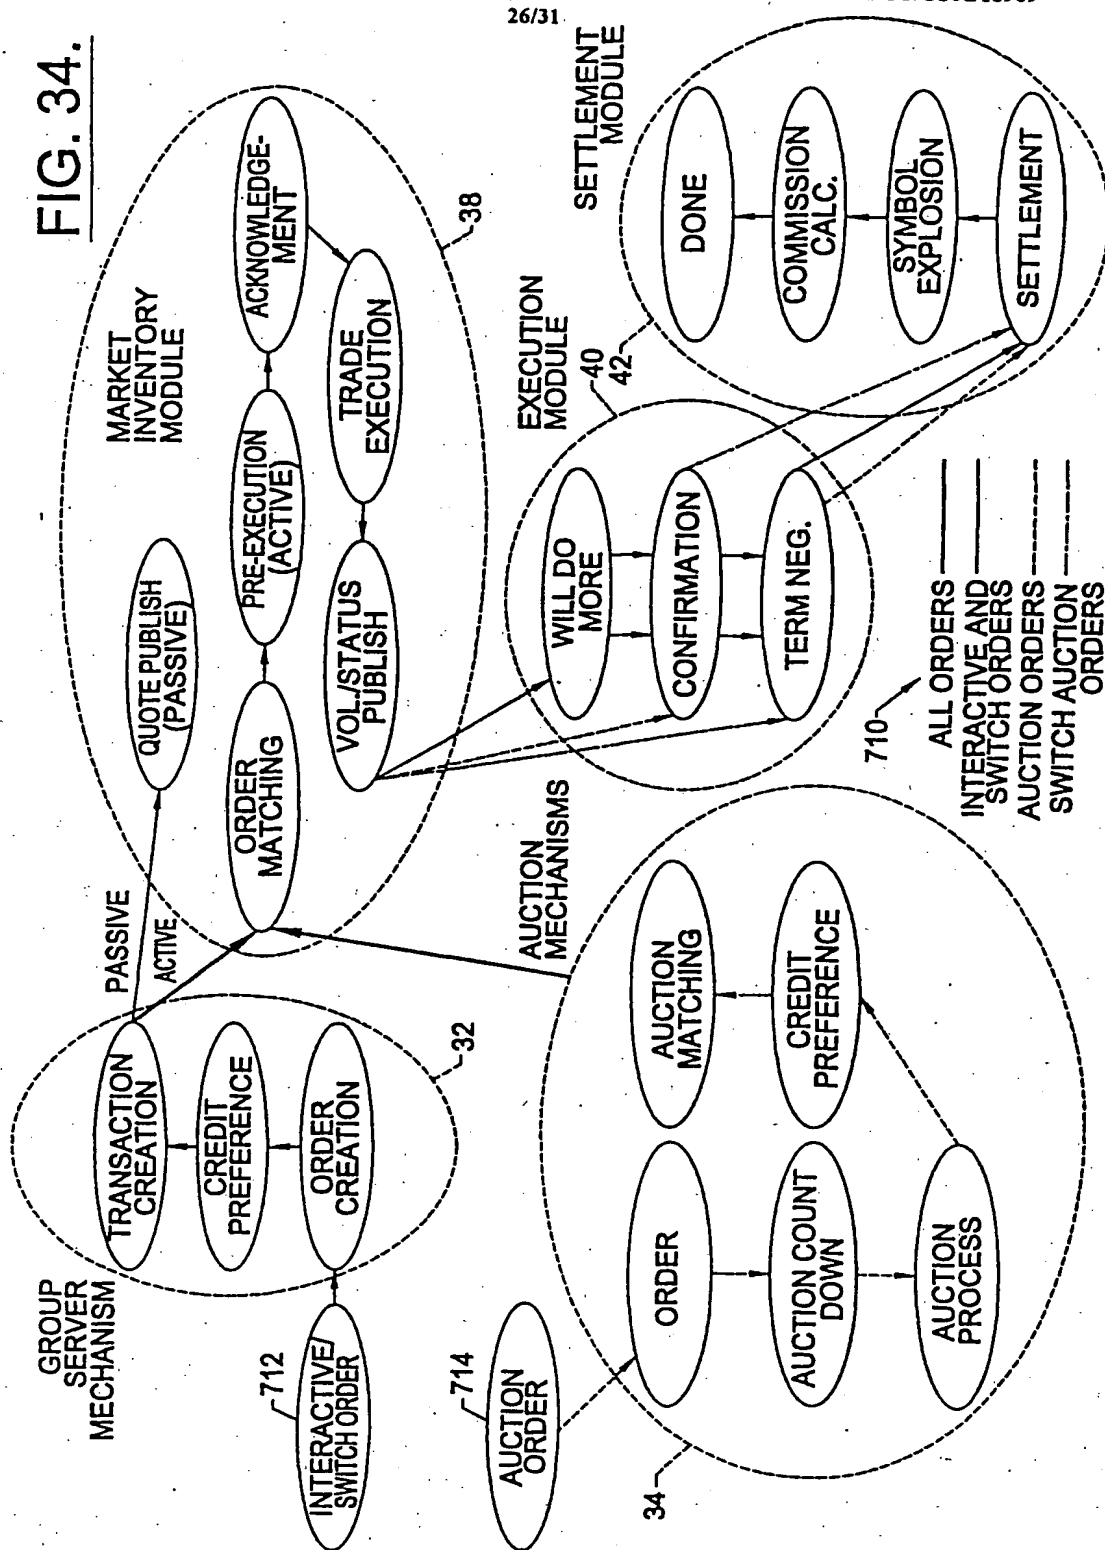 26/31
FIG. 34.
GROUP
SERVER
MECHANISM
TRANSACTION
CREATION
CREDIT
PREFERENCE
ORDER
CREATION
32
712
INTERACTIVE/
SWITCH ORDER
714
AUCTION
ORDER
PASSIVE
ACTIVE
MARKET
INVENTORY
MODULE
QUOTE PUBLISH
(PASSIVE)
ORDER
MATCHING
PRE-EXECUTION
(ACTIVE)
ACKNOWLEDGE-
MENT
TRADE
EXECUTION
VOL./STATUS
PUBLISH
38
AUCTION
MECHANISMS
ORDER
AUCTION COUNT
DOWN
AUCTION
PROCESS
CREDIT
PREFERENCE
AUCTION
MATCHING
34
EXECUTION
MODULE
40
42
WILL DO
MORE
CONFIRMATION
TERM NEG.
SETTLEMENT
MODULE
DONE
COMMISSION
CALC.
SYMBOL
EXPLOSION
SETTLEMENT
710
ALL ORDERS
INTERACTIVE AND
SWITCH ORDERS
AUCTION ORDERS
SWITCH AUCTION
ORDERS